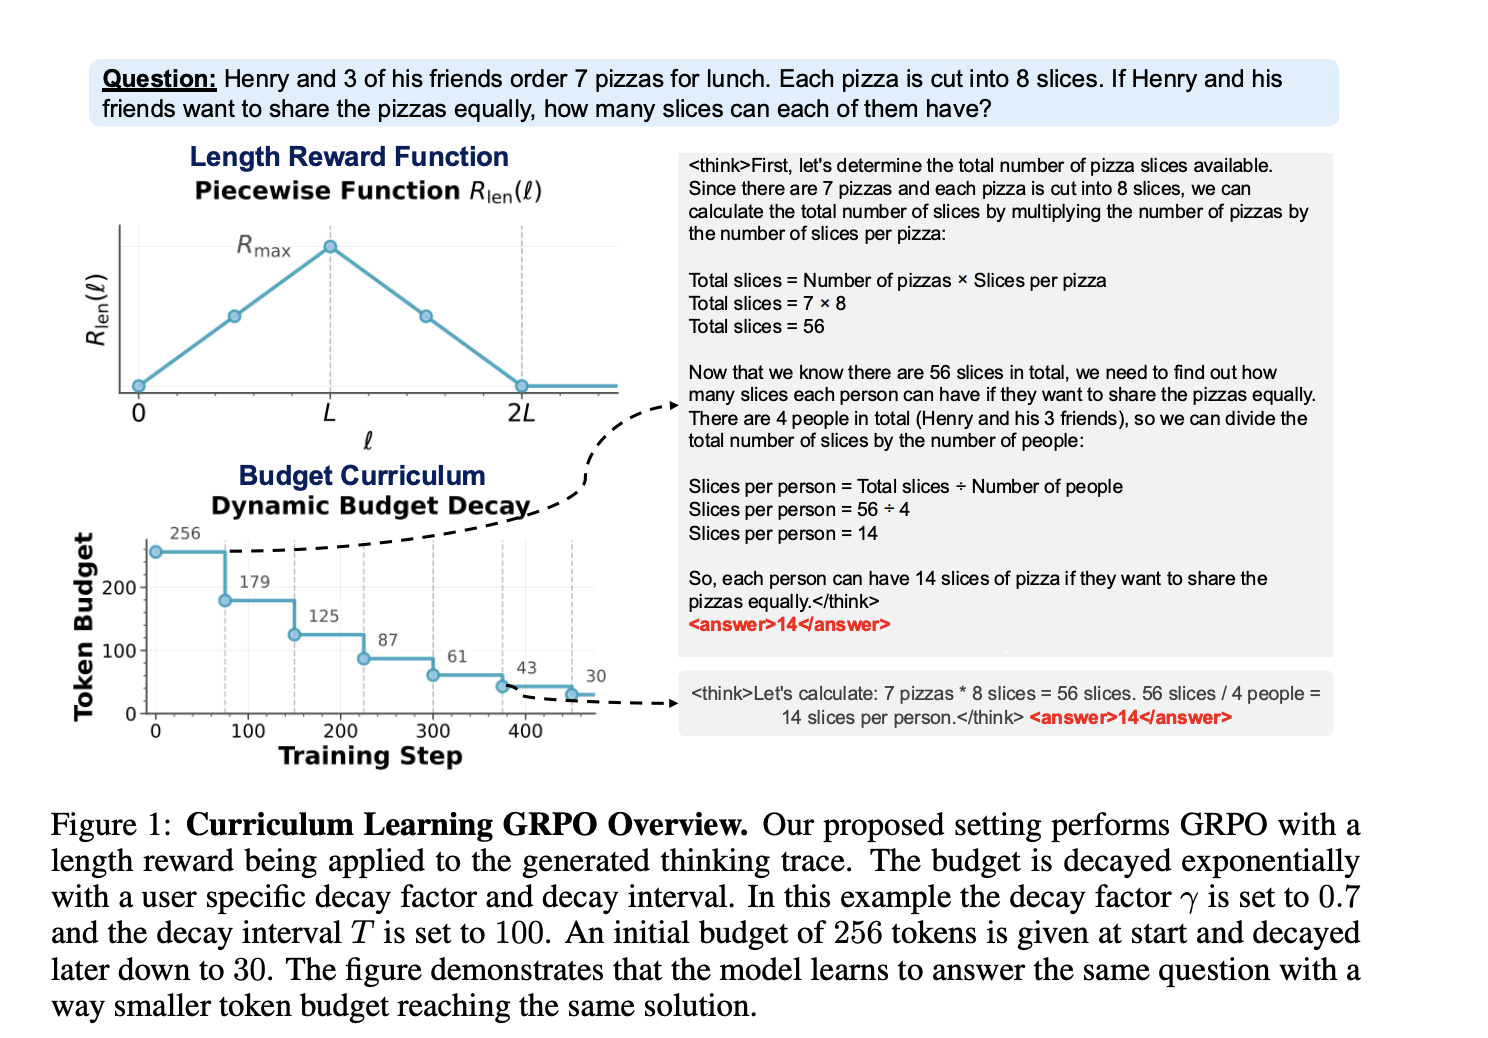 Question: Henry and 3 of his friends order 7 pizzas for lunch. Each pizza is cut into 8 slices. If Henry and his
friends want to share the pizzas equally, how many slices can each of them have?
Length Reward Function
Piecewise Function Rlen(ℓ)
Rmax
Rlen(ℓ)
0
L
2L
ℓ
Budget Curriculum
Dynamic Budget Decay
Token Budget
200
100
0
256
179
125
87
61
43
30
0
100
200
300
400
Training Step
<think>First, let's determine the total number of pizza slices available.
Since there are 7 pizzas and each pizza is cut into 8 slices, we can
calculate the total number of slices by multiplying the number of pizzas by
the number of slices per pizza:
Total slices = Number of pizzas × Slices per pizza
Total slices = 7 × 8
Total slices = 56
Now that we know there are 56 slices in total, we need to find out how
many slices each person can have if they want to share the pizzas equally.
There are 4 people in total (Henry and his 3 friends), so we can divide the
total number of slices by the number of people:
Slices per person = Total slices ÷ Number of people
Slices per person = 56 ÷ 4
Slices per person = 14
So, each person can have 14 slices of pizza if they want to share the
pizzas equally.</think>
<answer>14</answer>
<think>Let's calculate: 7 pizzas * 8 slices = 56 slices. 56 slices / 4 people =
14 slices per person.</think> <answer>14</answer>
Figure 1: Curriculum Learning GRPO Overview. Our proposed setting performs GRPO with a
length reward being applied to the generated thinking trace. The budget is decayed exponentially
with a user specific decay factor and decay interval. In this example the decay factor γ is set to 0.7
and the decay interval T is set to 100. An initial budget of 256 tokens is given at start and decayed
later down to 30. The figure demonstrates that the model learns to answer the same question with a
way smaller token budget reaching the same solution.